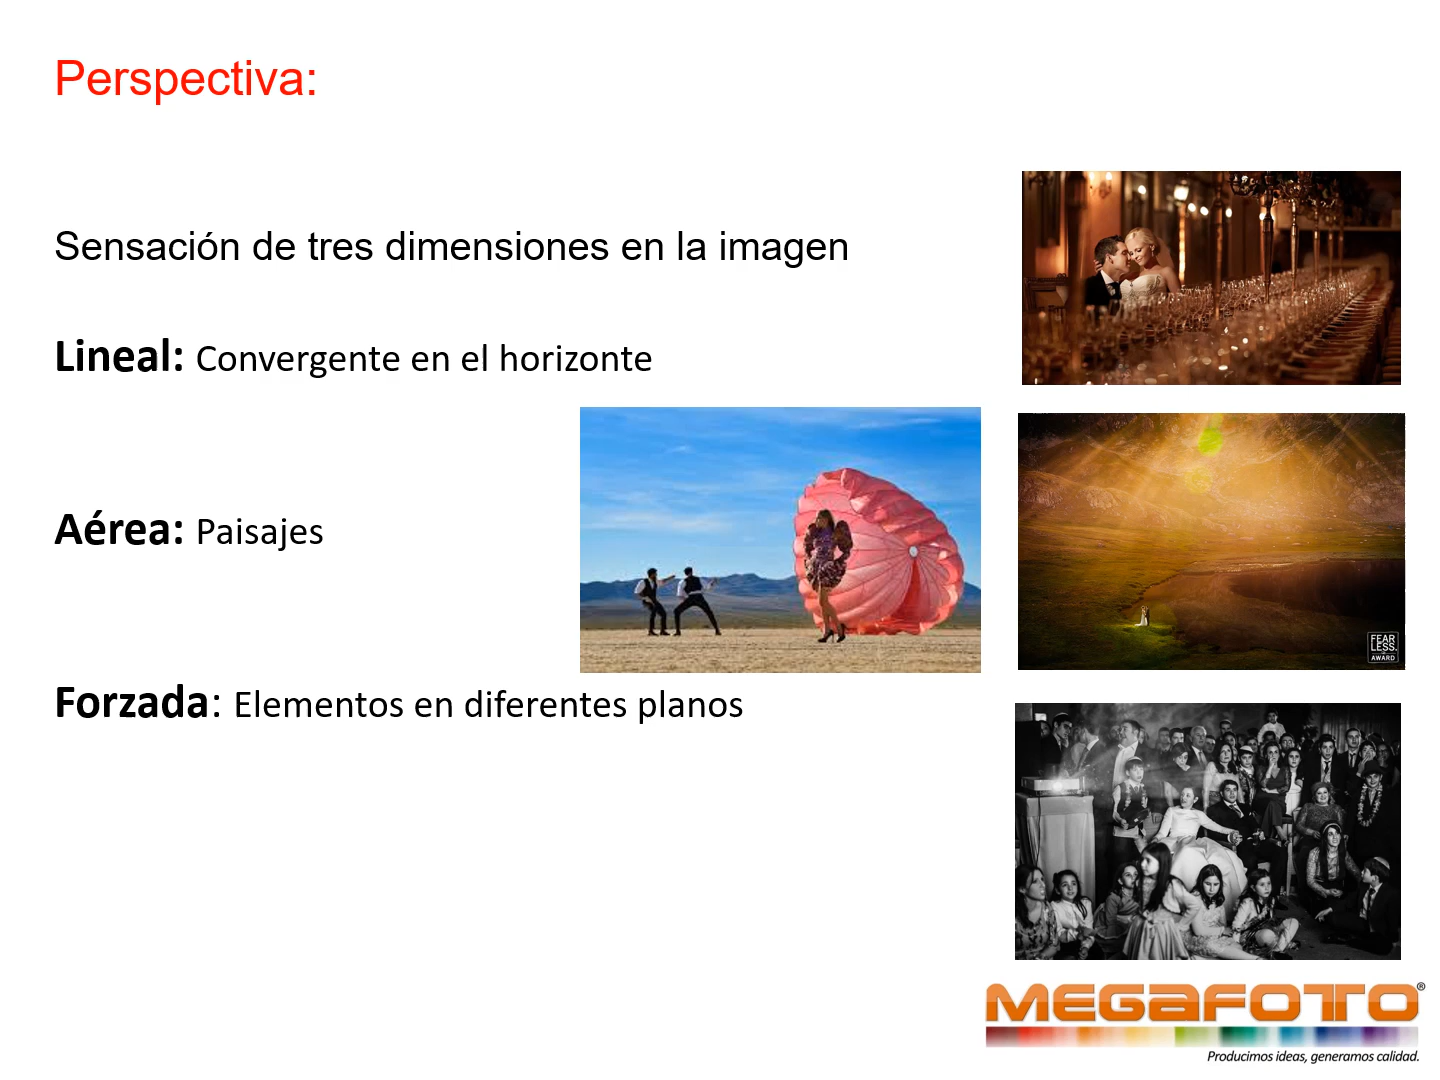 Perspectiva:
Sensación de tres dimensiones en la imagen
Lineal: Convergente en el horizonte
Aérea: Paisajes
FEAR
LESS.
AWARD
Forzada: Elementos en diferentes planos
MEGAFOTO®
Producimos ideas, generamos calidad.